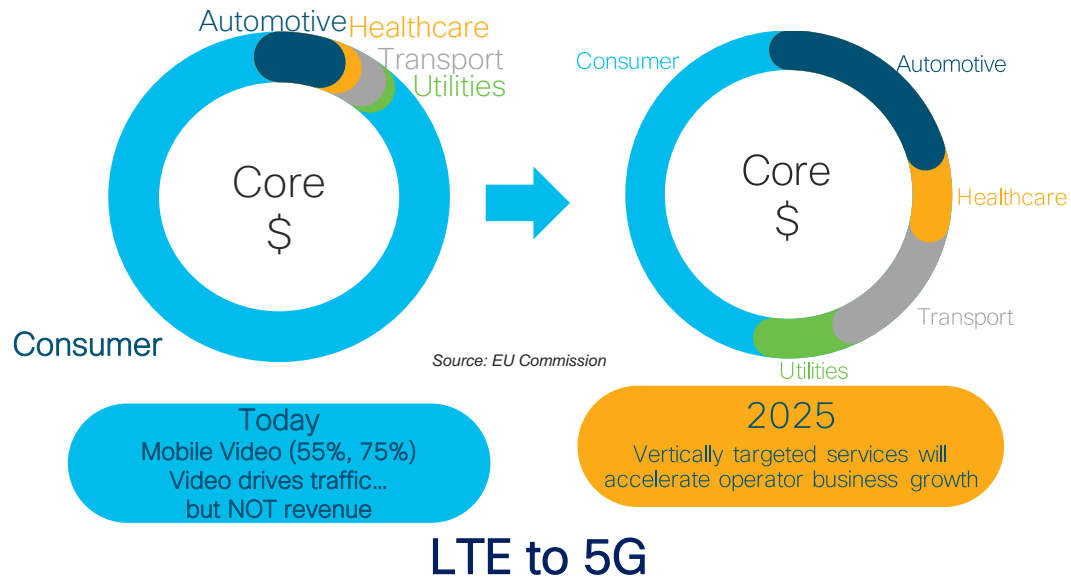 Automotive
Healthcare
Transport
Utilities
Core
$
Consumer
Consumer
Automotive
Core
$
Healthcare
Transport
Utilities
Source: EU Commission
Today
Mobile Video (55%, 75%)
Video drives traffic...
but NOT revenue
2025
Vertically targeted services will
accelerate operator business growth
LTE to 5G